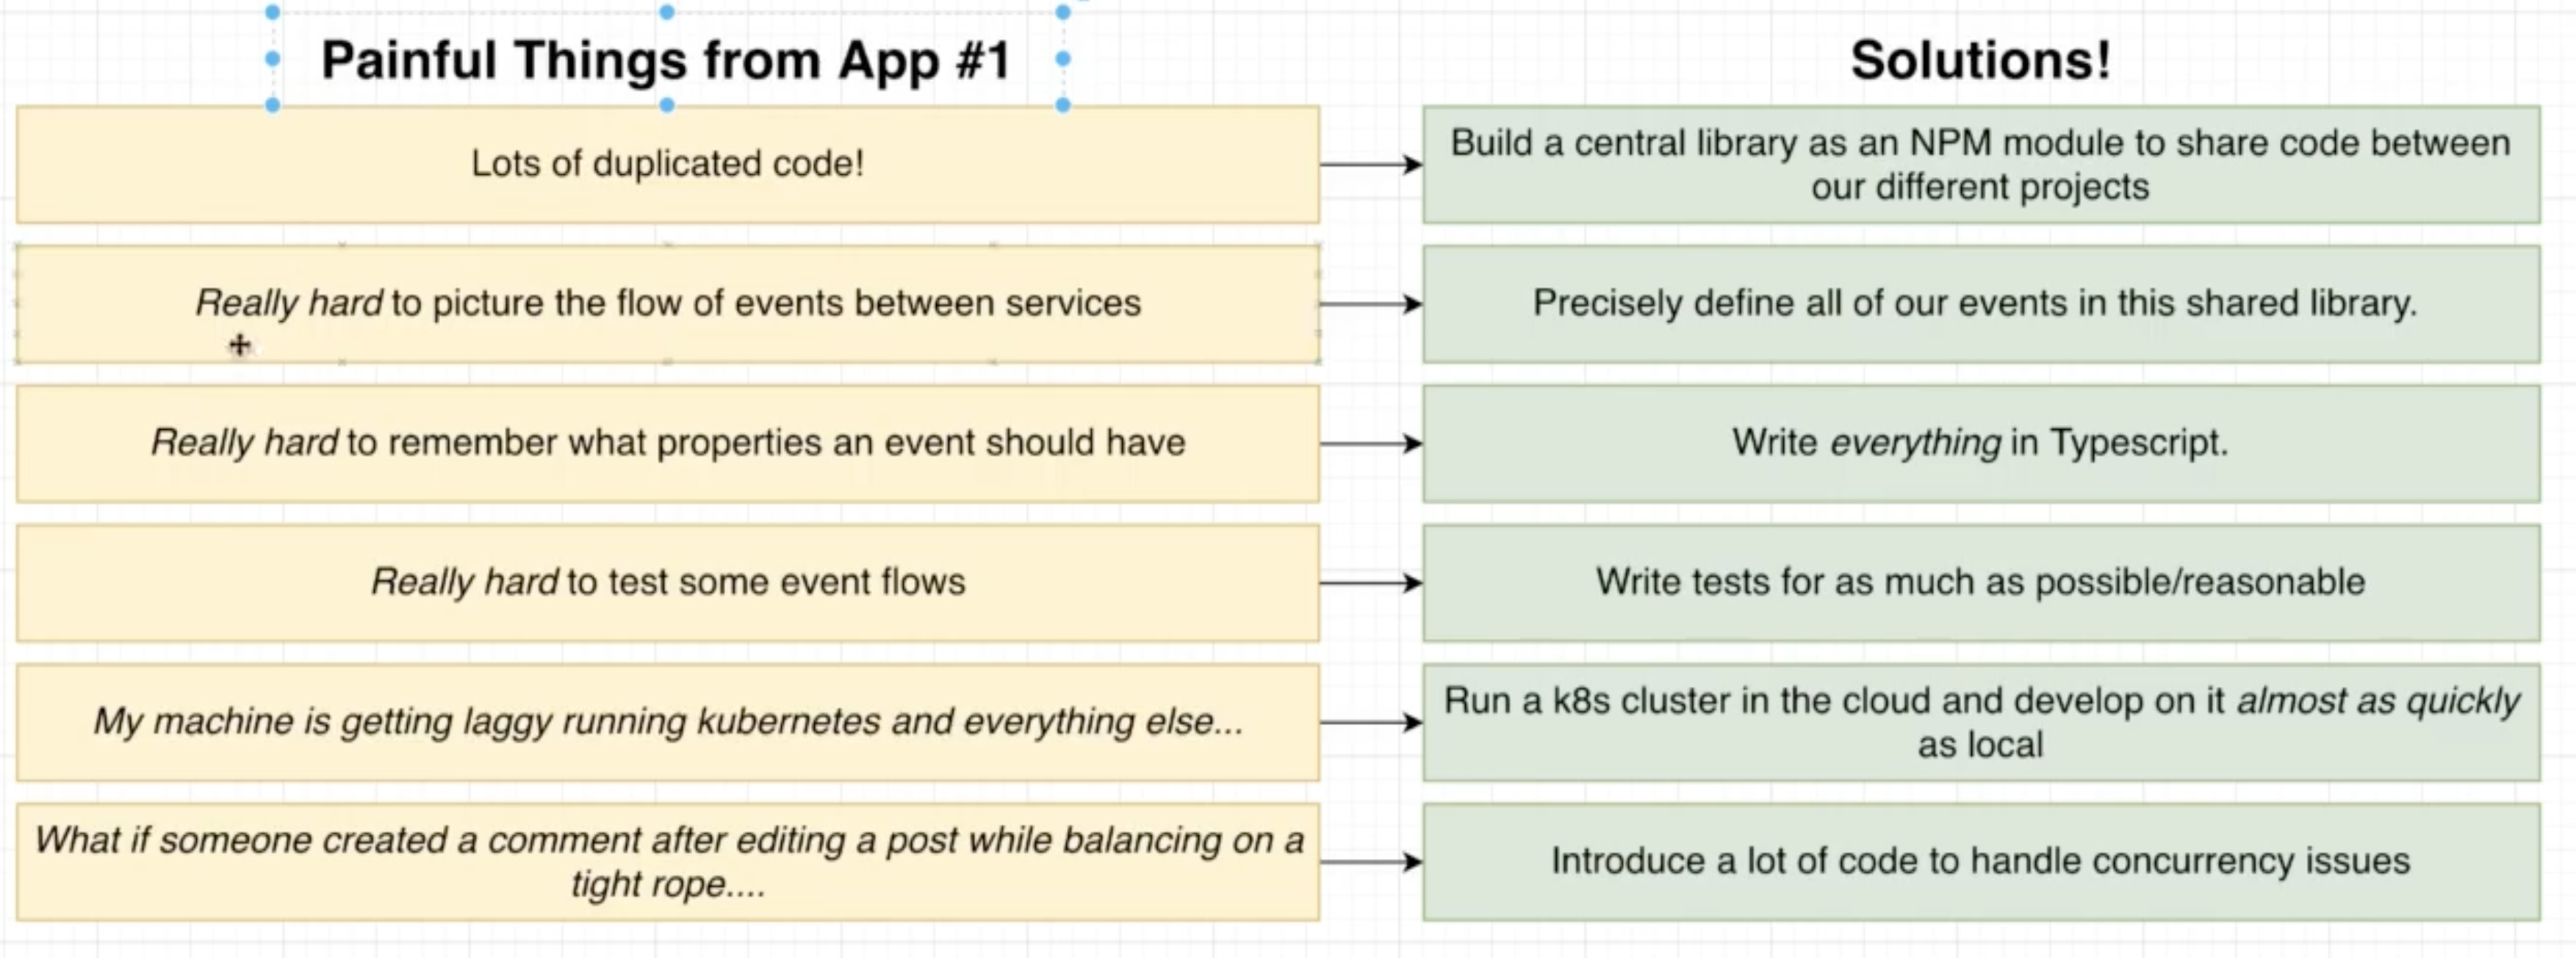 Painful Things from App #1
Solutions!
Lots of duplicated code!
Build a central library as an NPM module to share code between
our different projects
Really hard to picture the flow of events between services
Precisely define all of our events in this shared library.
Really hard to remember what properties an event should have
Write everything in Typescript.
Really hard to test some event flows
Write tests for as much as possible/reasonable
My machine is getting laggy running kubernetes and everything else...
Run a k8s cluster in the cloud and develop on it almost as quickly
as local
What if someone created a comment after editing a post while balancing on a
tight rope....
Introduce a lot of code to handle concurrency issues